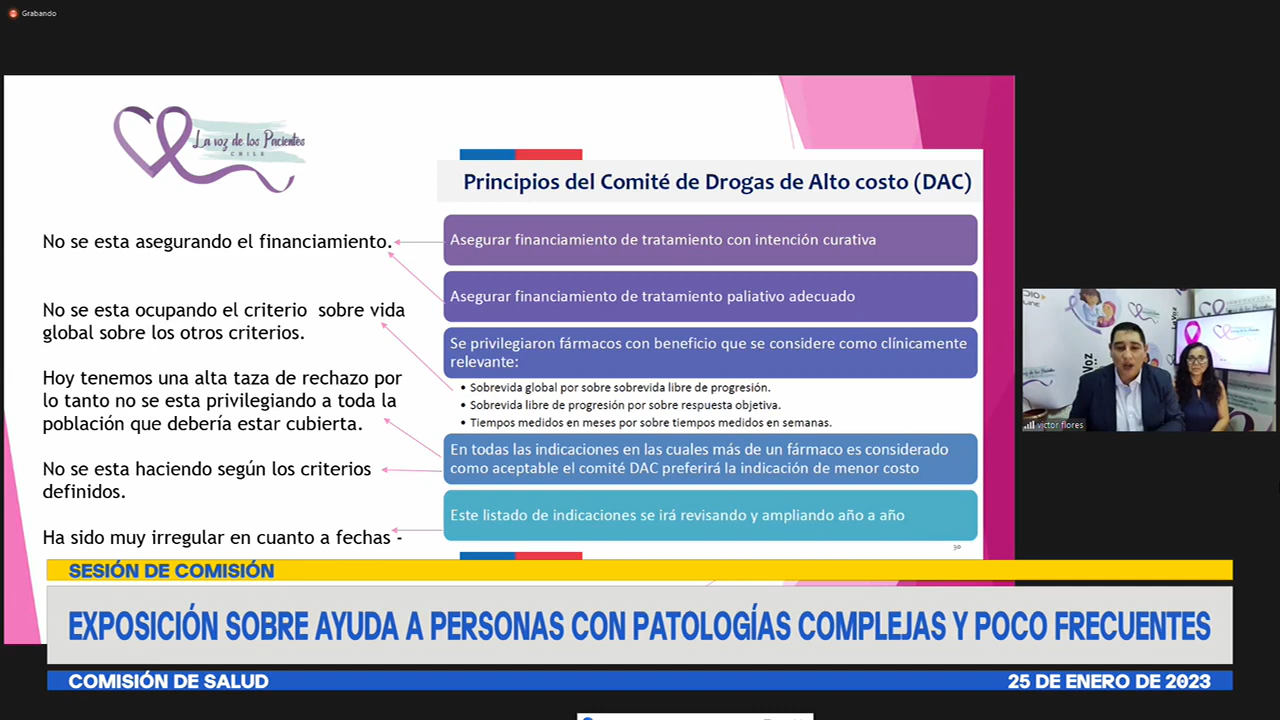 Grabando
La voz de los Pacientes
CHILE
Principios del Comité de Drogas de Alto costo (DAC)
No se esta asegurando el financiamiento.
Asegurar financiamiento de tratamiento con intención curativa
Asegurar financiamiento de tratamiento paliativo adecuado
No se esta ocupando el criterio sobre vida
global sobre los otros criterios.
Se privilegiaron fármacos con beneficio que se considere como clínicamente
relevante:
• Sobrevida global por sobre sobrevida libre de progresión.
• Sobrevida libre de progresión por sobre respuesta objetiva.
• Tiempos medidos en meses por sobre tiempos medidos en semanas.
Hoy tenemos una alta taza de rechazo por
lo tanto no se esta privilegiando a toda la
población que debería estar cubierta.
En todas las indicaciones en las cuales más de un fármaco es considerado
como aceptable el comité DAC preferirá la indicación de menor costo
No se esta haciendo según los criterios
definidos.
Este listado de indicaciones se irá revisando y ampliando año a año
Ha sido muy irregular en cuanto a fechas -
30
victor flores
SESIÓN DE COMISIÓN
EXPOSICIÓN SOBRE AYUDA A PERSONAS CON PATOLOGÍAS COMPLEJAS Y POCO FRECUENTES
COMISIÓN DE SALUD
25 DE ENERO DE 2023